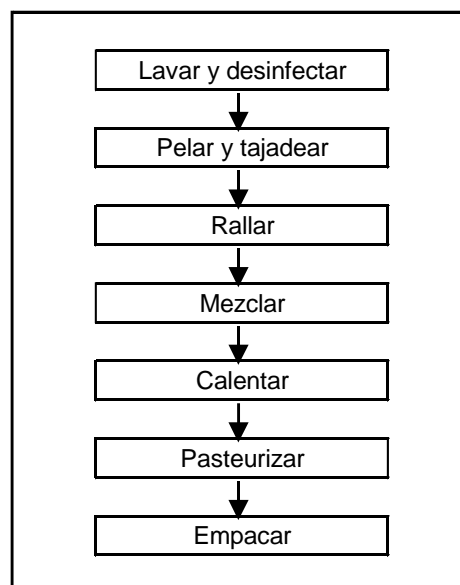 Lavar y desinfectar
Pelar y tajadear
Rallar
Mezclar
Calentar
Pasteurizar
Empacar